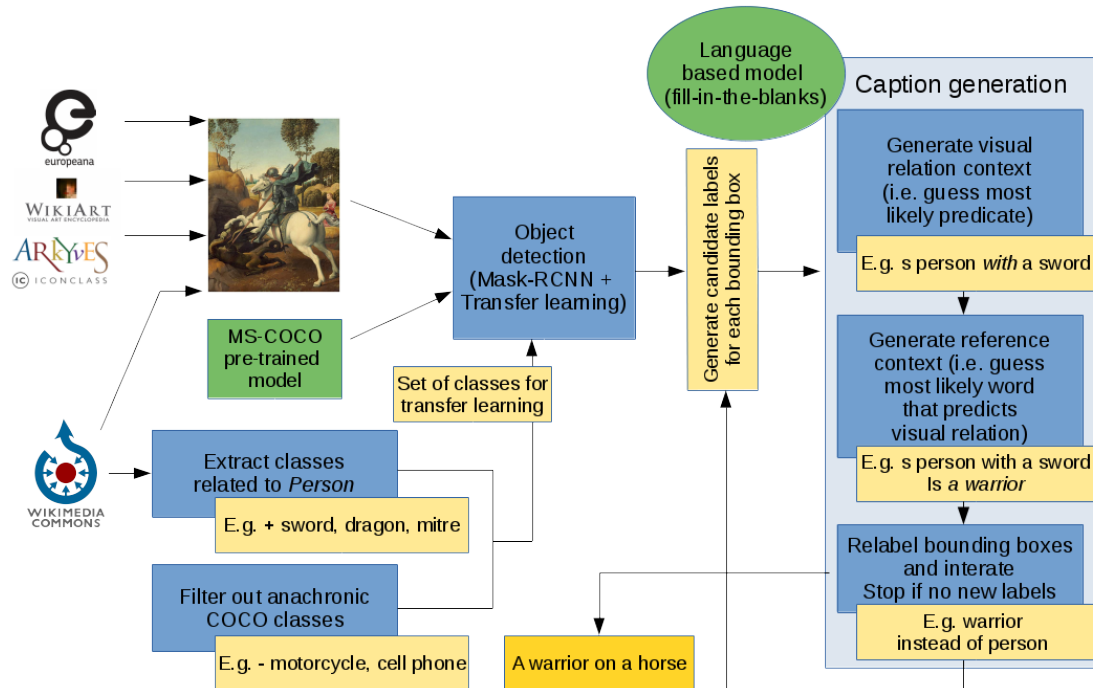 europeana
WIKIART
VISUAL ART ENCYCLOPEDIA
ARKYVES
IC ICONCLASS
WIKIMEDIA
COMMONS
MS-COCO
pre-trained
model
Extract classes
related to Person
E.g. + sword, dragon, mitre
Filter out anachronic
COCO classes
E.g. - motorcycle, cell phone
Set of classes for
transfer learning
Object
detection
(Mask-RCNN +
Transfer learning)
Language
based model
(fill-in-the-blanks)
Generate candidate labels
for each bounding box
Caption generation
Generate visual
relation context
(i.e. guess most
likely predicate)
E.g. s person with a sword
Generate reference
context (i.e. guess
most likely word
that predicts
visual relation)
E.g. s person with a sword
Is a warrior
Relabel bounding boxes
and interate
Stop if no new labels
E.g. warrior
instead of person
A warrior on a horse